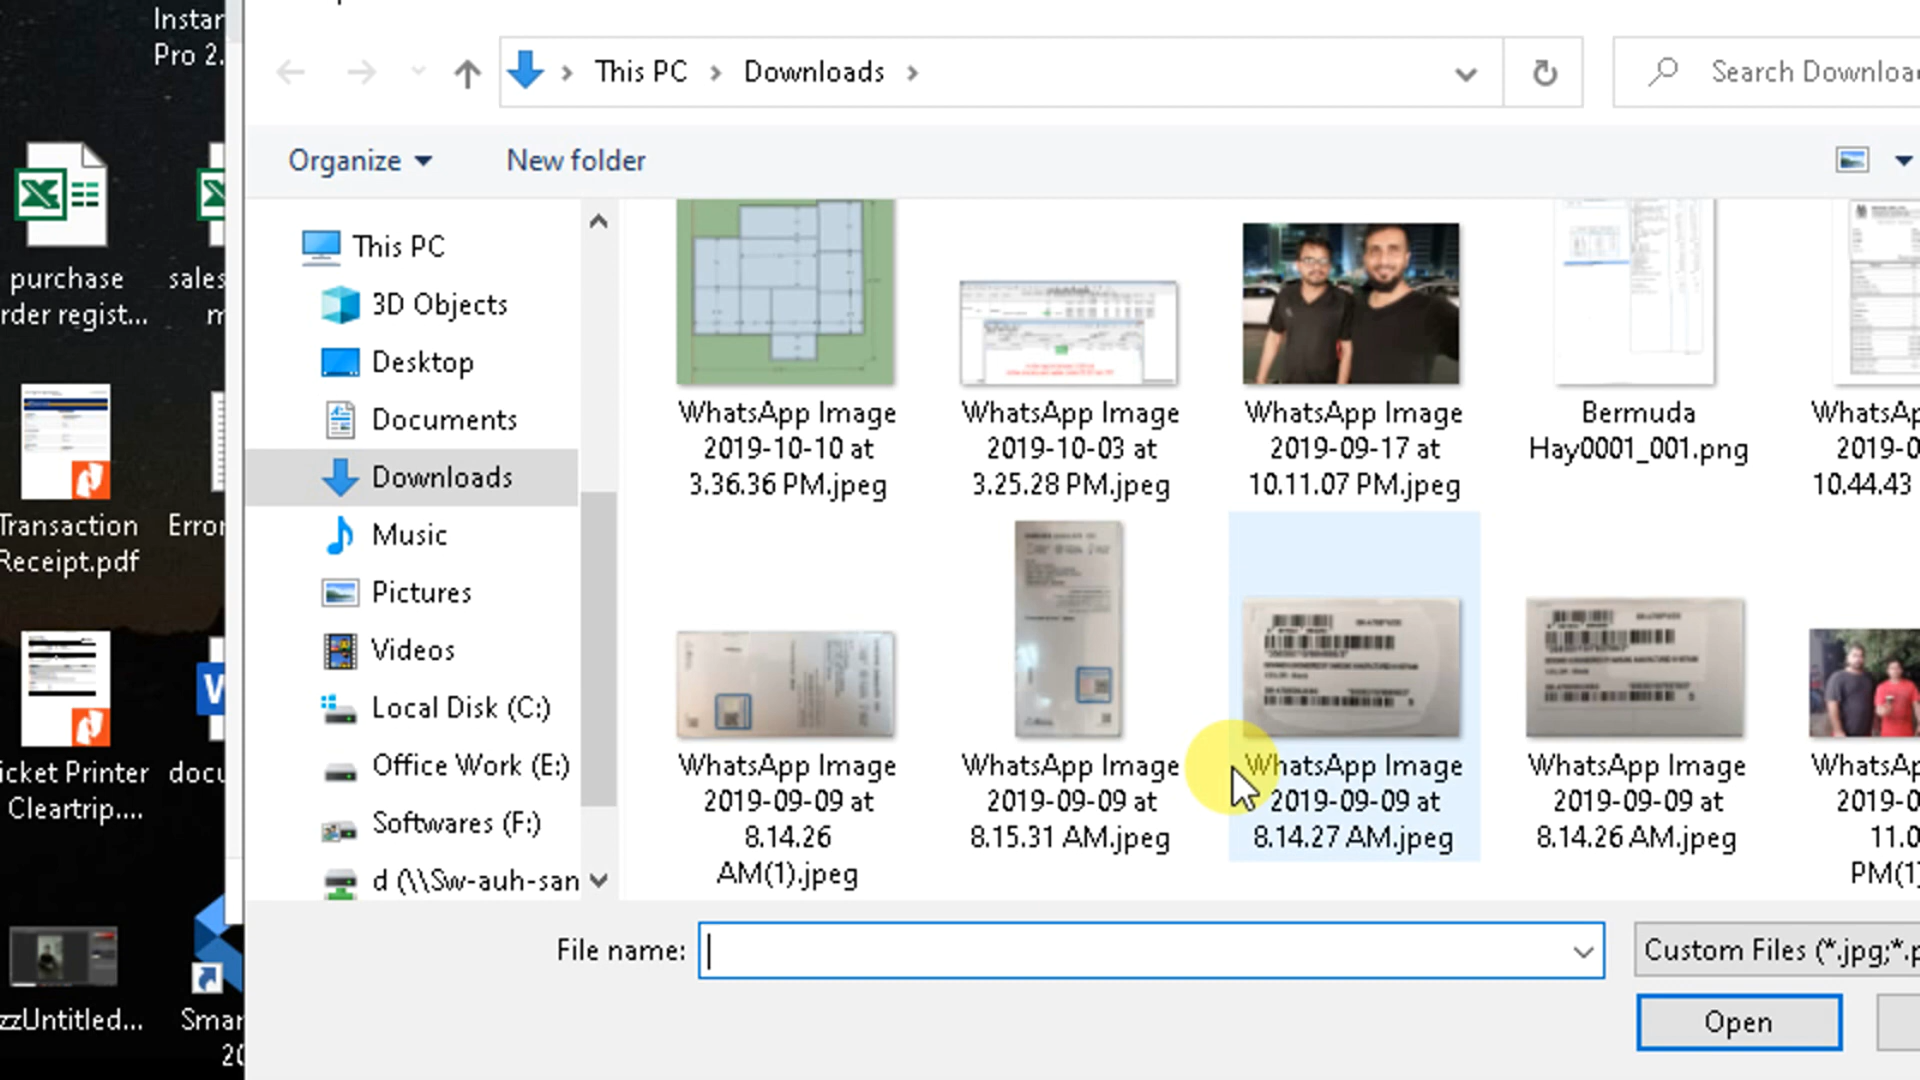 Instar
Pro 2.
purchase
rder regist...
sales
m
Transaction
Receipt.pdf
Error
icket Printer
Cleartrip....
docu
zzUntitled...
Smar
20
This PC
Downloads
Search Downloa
Organize
New folder
This PC
3D Objects
Desktop
Documents
Downloads
Music
Pictures
Videos
Local Disk (C:)
Office Work (E:)
Softwares (F:)
d (\\Sw-auh-san
WhatsApp Image
2019-10-10 at
3.36.36 PM.jpeg
WhatsApp Image
2019-10-03 at
3.25.28 PM.jpeg
WhatsApp Image
2019-09-17 at
10.11.07 PM.jpeg
Bermuda
Hay0001_001.png
WhatsAp
2019-0
10.44.43
WhatsApp Image
2019-09-09 at
8.14.26
AM(1).jpeg
WhatsApp Image
2019-09-09 at
8.15.31 AM.jpeg
WhatsApp Image
2019-09-09 at
8.14.27 AM.jpeg
WhatsApp Image
2019-09-09 at
8.14.26 AM.jpeg
WhatsAp
2019-0
11.0
PM(1)
File name:
Custom Files (*.jpg;*.p
Open